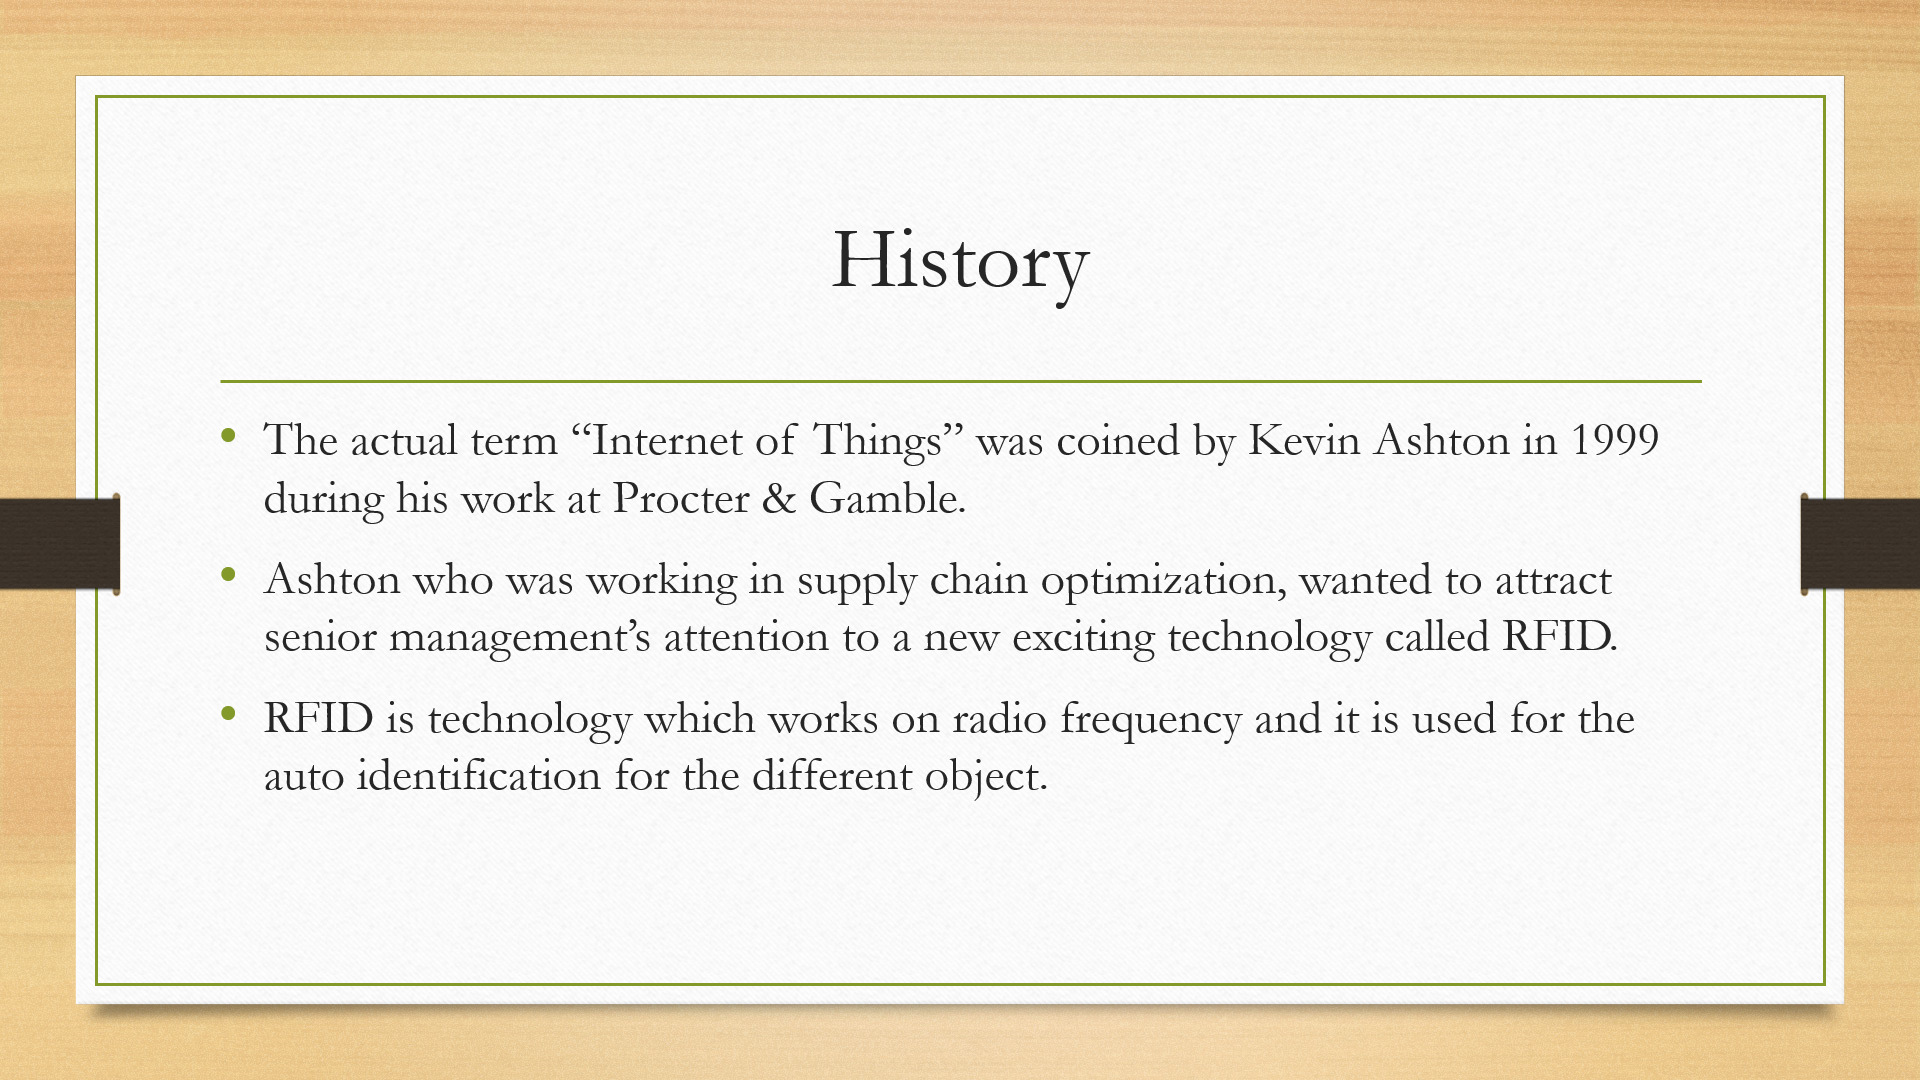 History
• The actual term “Internet of Things” was coined by Kevin Ashton in 1999
during his work at Procter & Gamble.
• Ashton who was working in supply chain optimization, wanted to attract
senior management’s attention to a new exciting technology called RFID.
• RFID is technology which works on radio frequency and it is used for the
auto identification for the different object.